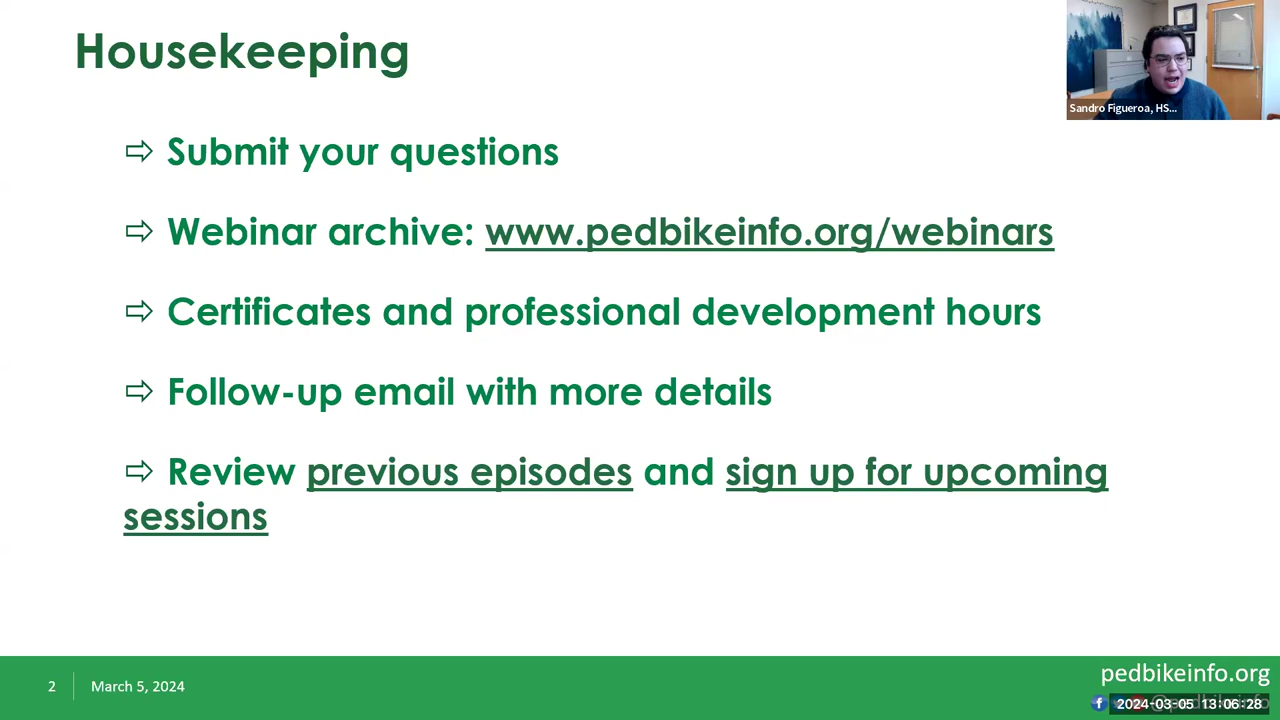 Housekeeping
Sandro Figueroa, HS...
⇨ Submit your questions
⇨ Webinar archive: www.pedbikeinfo.org/webinars
⇨ Certificates and professional development hours
⇨ Follow-up email with more details
⇨ Review previous episodes and sign up for upcoming
sessions
2
March 5, 2024
pedbikeinfo.org
2024-03-05 13:06:28